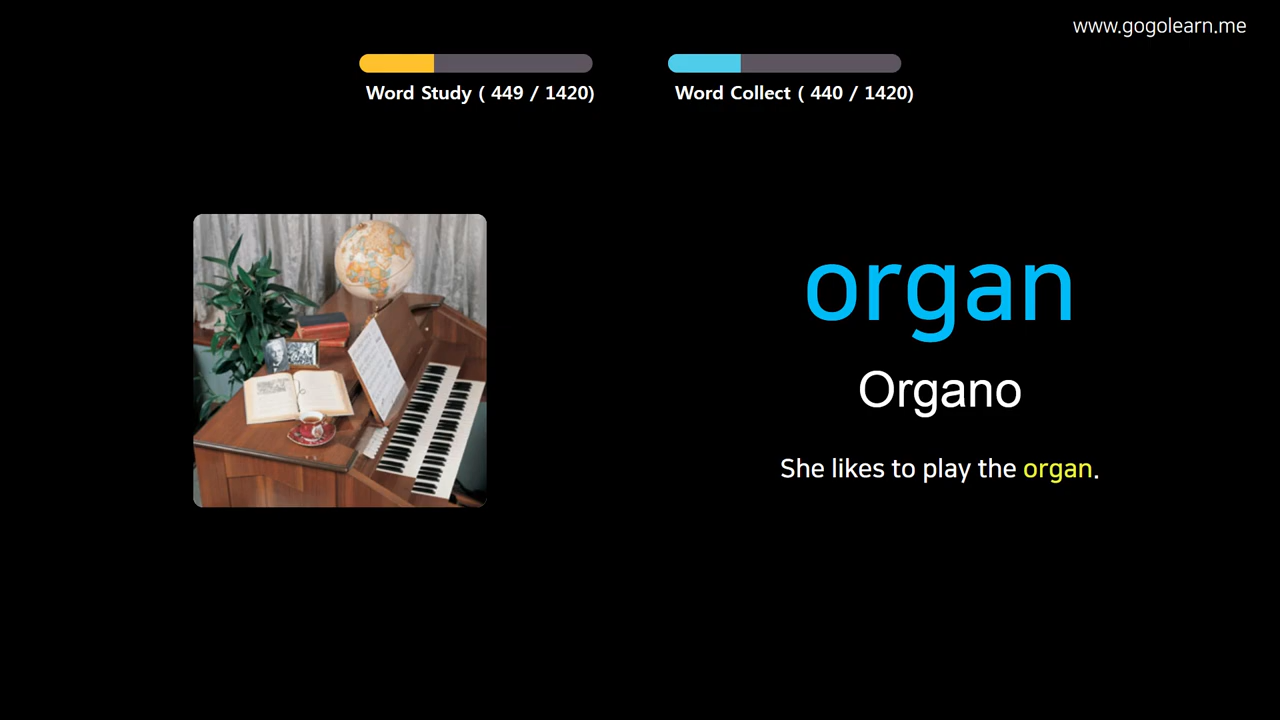 www.gogolearn.me
Word Study ( 449 / 1420)
Word Collect ( 440 / 1420)
organ
Organo
She likes to play the organ.